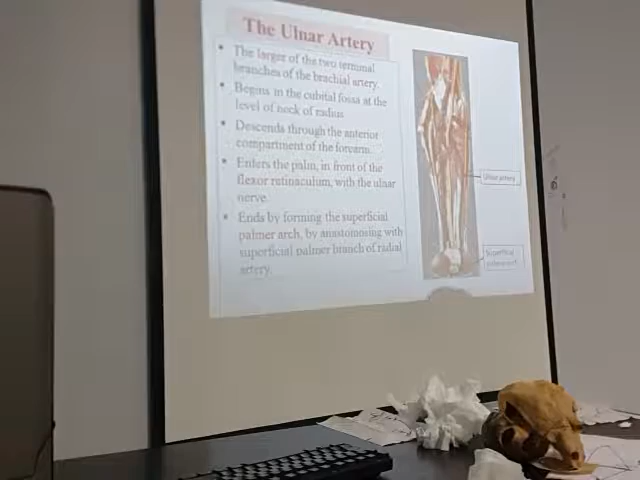 The Ulnar Artery
• The larger of the two terminal
branches of the brachial artery.
• Begins in the cubital fossa at the
level of neck of radius
• Descends through the anterior
compartment of the forearm.
• Enters the palm, in front of the
flexor retinaculum, with the ulnar
nerve.
• Ends by forming the superficial
palmer arch, by anastomosing with
superficial palmer branch of radial
artery.
Ulnar artery
Superficial